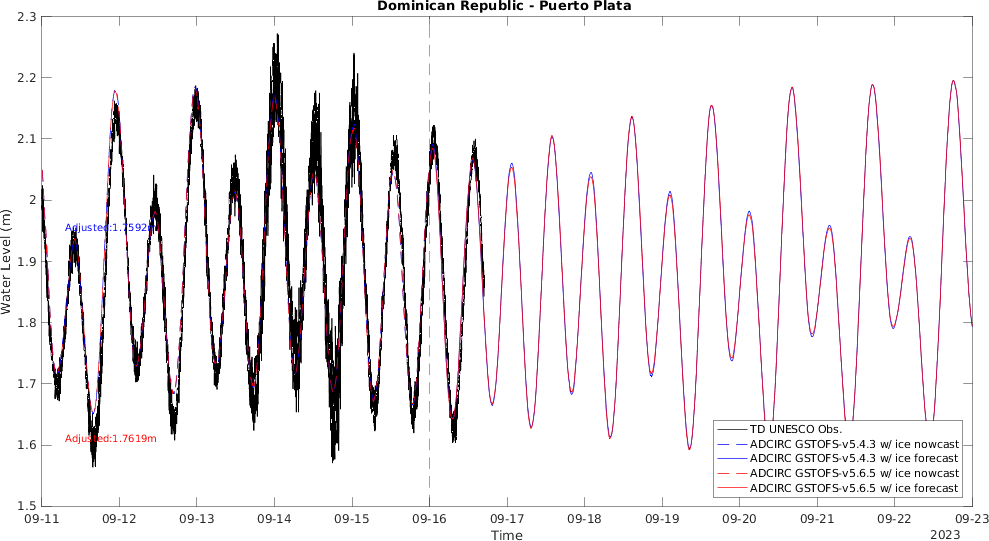 Dominican Republic - Puerto Plata
2.3
2.2
2.1
2
1.9
1.8
1.7
1.6
1.5
Water Level (m)
Adjusted:1.7592m
Adjusted:1.7619m
TD UNESCO Obs.
ADCIRC GSTOFS-v5.4.3 w/ ice nowcast
ADCIRC GSTOFS-v5.4.3 w/ ice forecast
ADCIRC GSTOFS-v5.6.5 w/ ice nowcast
ADCIRC GSTOFS-v5.6.5 w/ ice forecast
09-11 09-12 09-13 09-14 09-15 09-16 09-17 09-18 09-19 09-20 09-21 09-22 09-23
Time
2023